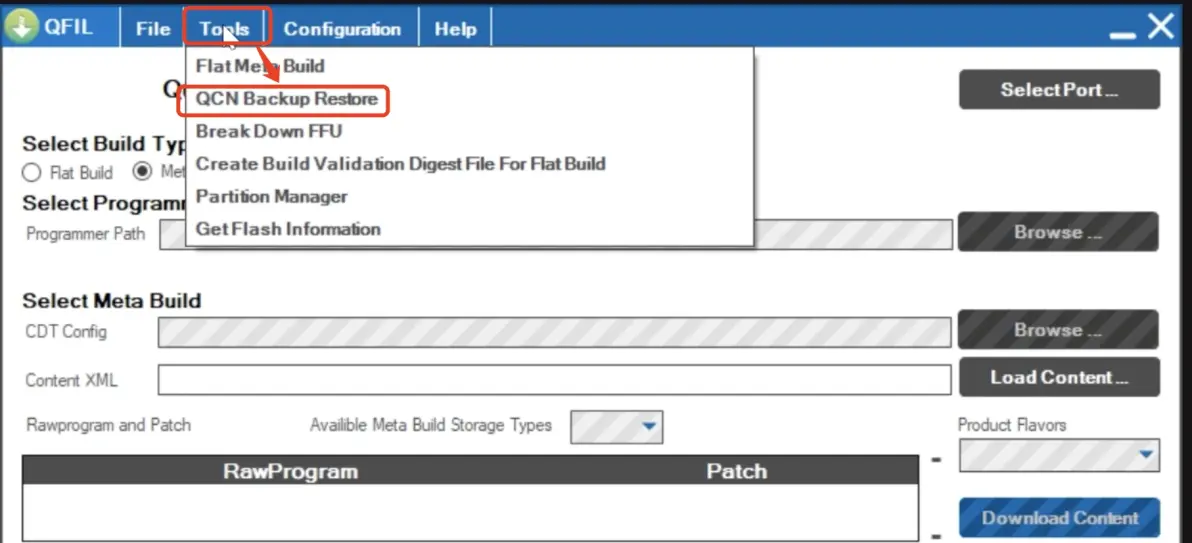 QFIL File Tools Configuration Help
Flat Meta Build
QCN Backup Restore
Select Port ...
Break Down FFU
Select Build
Create Build Validation Digest File For Flat Build
Flat Build
Select
Partition Manager
Programmer Path
Get Flash Information
Browse ...
Select Meta Build
CDT Config
Browse ...
Content XML
Load Content ...
Rawprogram and Patch
Availible Meta Build Storage Types
Product Flavors
RawProgram Patch
Download Content